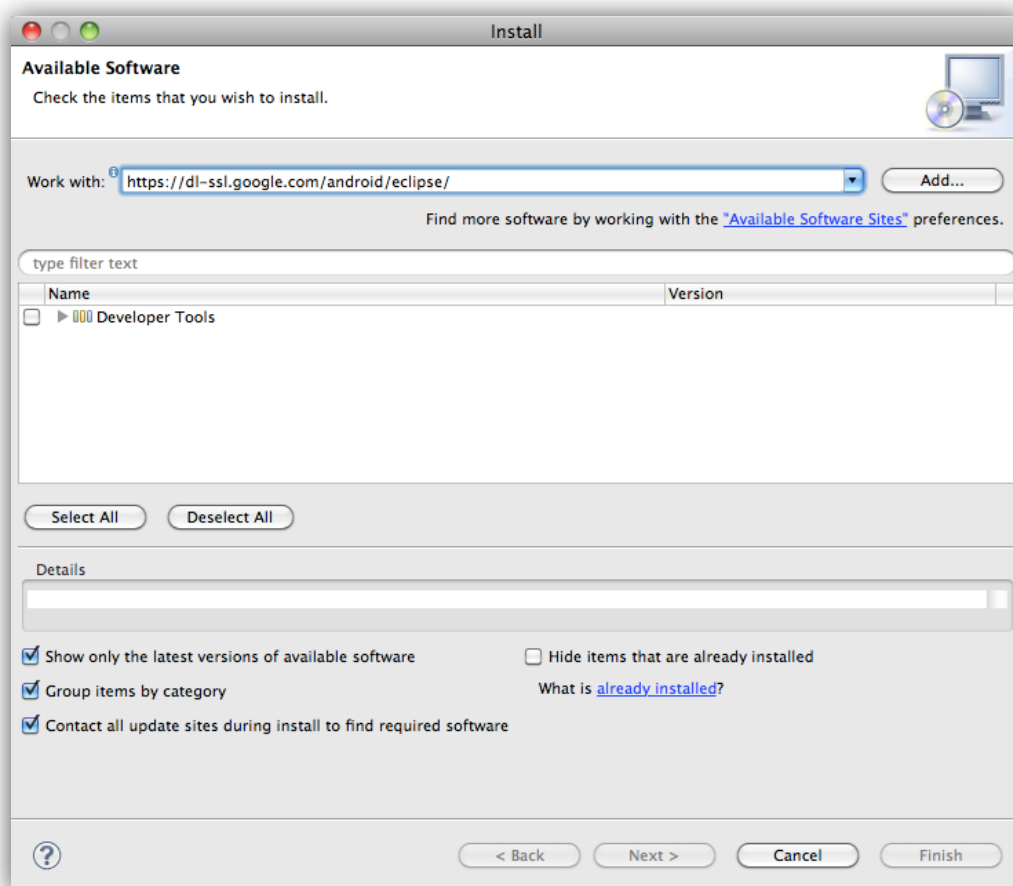 Install
Available Software
Check the items that you wish to install.
Work with: https://dl-ssl.google.com/android/eclipse/ Add...
Find more software by working with the "Available Software Sites" preferences.
type filter text
Name Version
Developer Tools
Select All Deselect All
Details
Show only the latest versions of available software Hide items that are already installed
Group items by category What is already installed?
Contact all update sites during install to find required software
? < Back Next > Cancel Finish